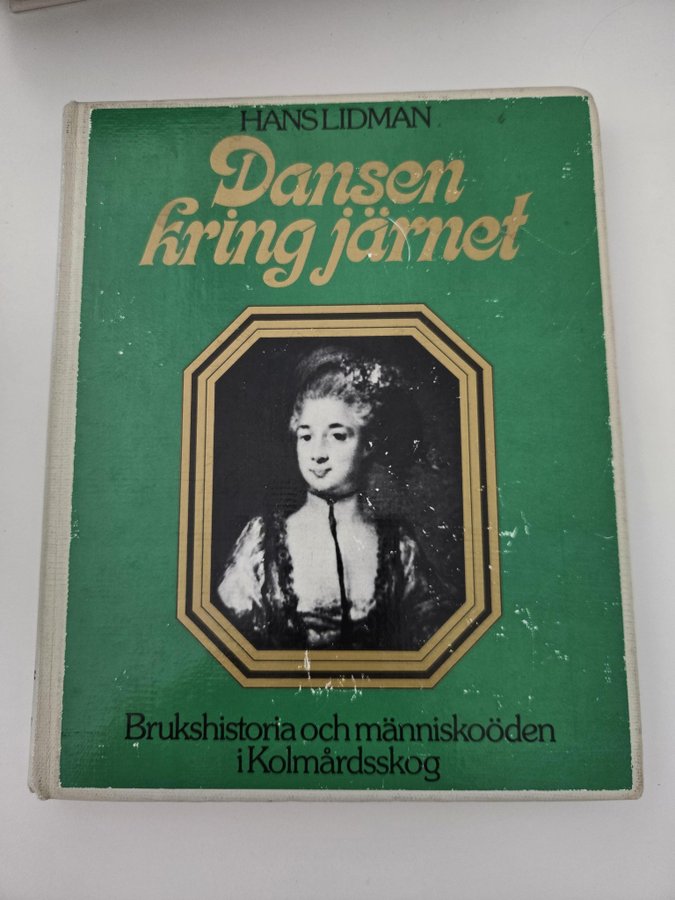 HANS LIDMAN
Dansen
kring järnet
Brukshistoria och människoöden
i Kolmårdsskog